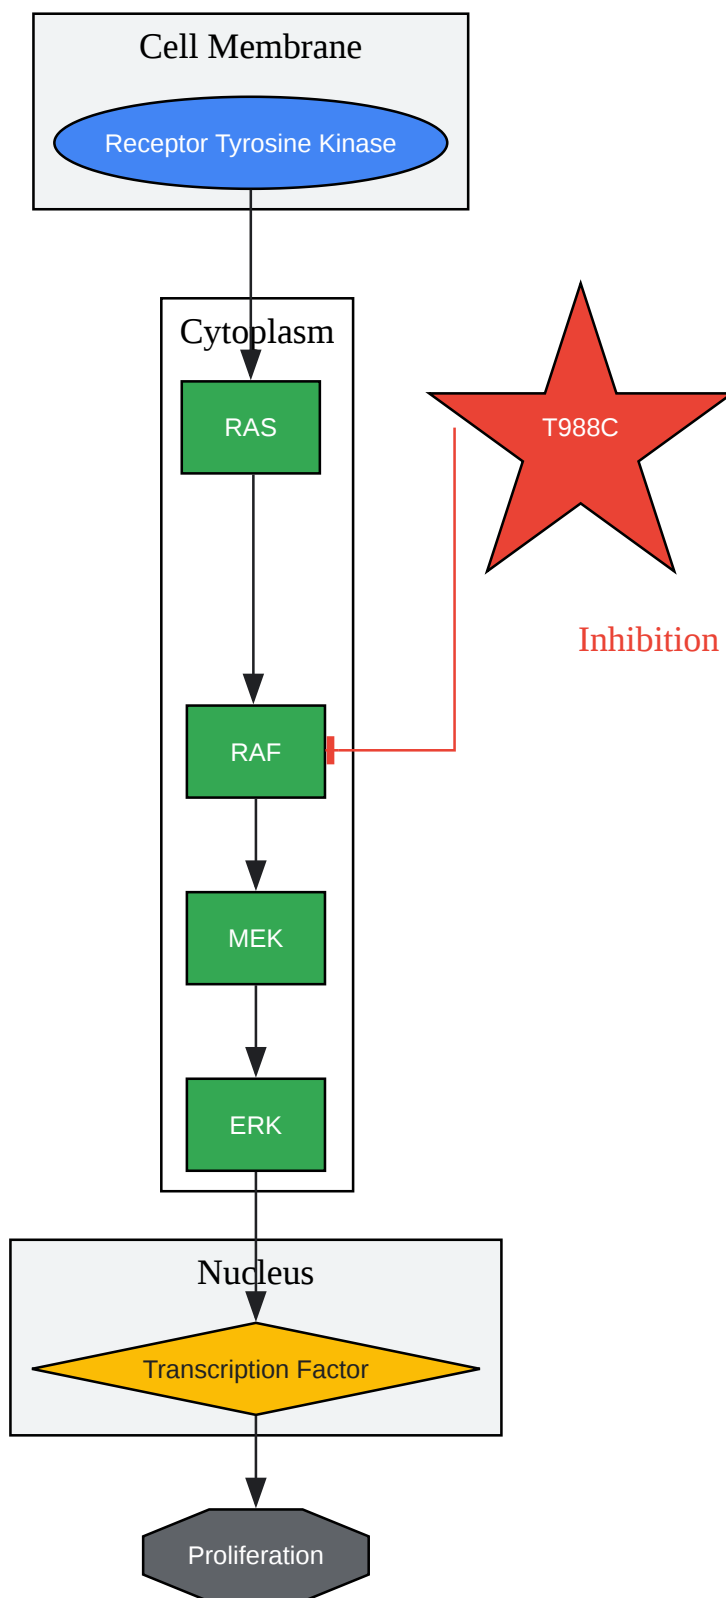 Cell Membrane
Receptor Tyrosine Kinase
Cytoplasm
RAS
T988C
Inhibition
RAF
MEK
ERK
Nucleus
Transcription Factor
Proliferation